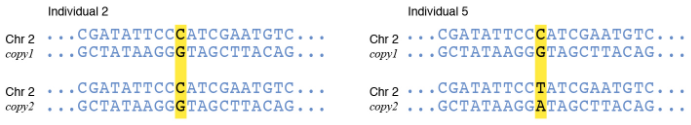 Individual 2
Chr 2 ...CGATATTCCCATCGAATGTC...
copy1 ...GCTATAAGGGTAGCTTACAG...
Chr 2 ...CGATATTCCCATCGAATGTC...
copy2 ...GCTATAAGGGTAGCTTACAG...
Individual 5
Chr 2 ...CGATATTCCCATCGAATGTC...
copy1 ...GCTATAAGGGTAGCTTACAG...
Chr 2 ...CGATATTCCTATCGAATGTC...
copy2 ...GCTATAAGGATAGCTTACAG...